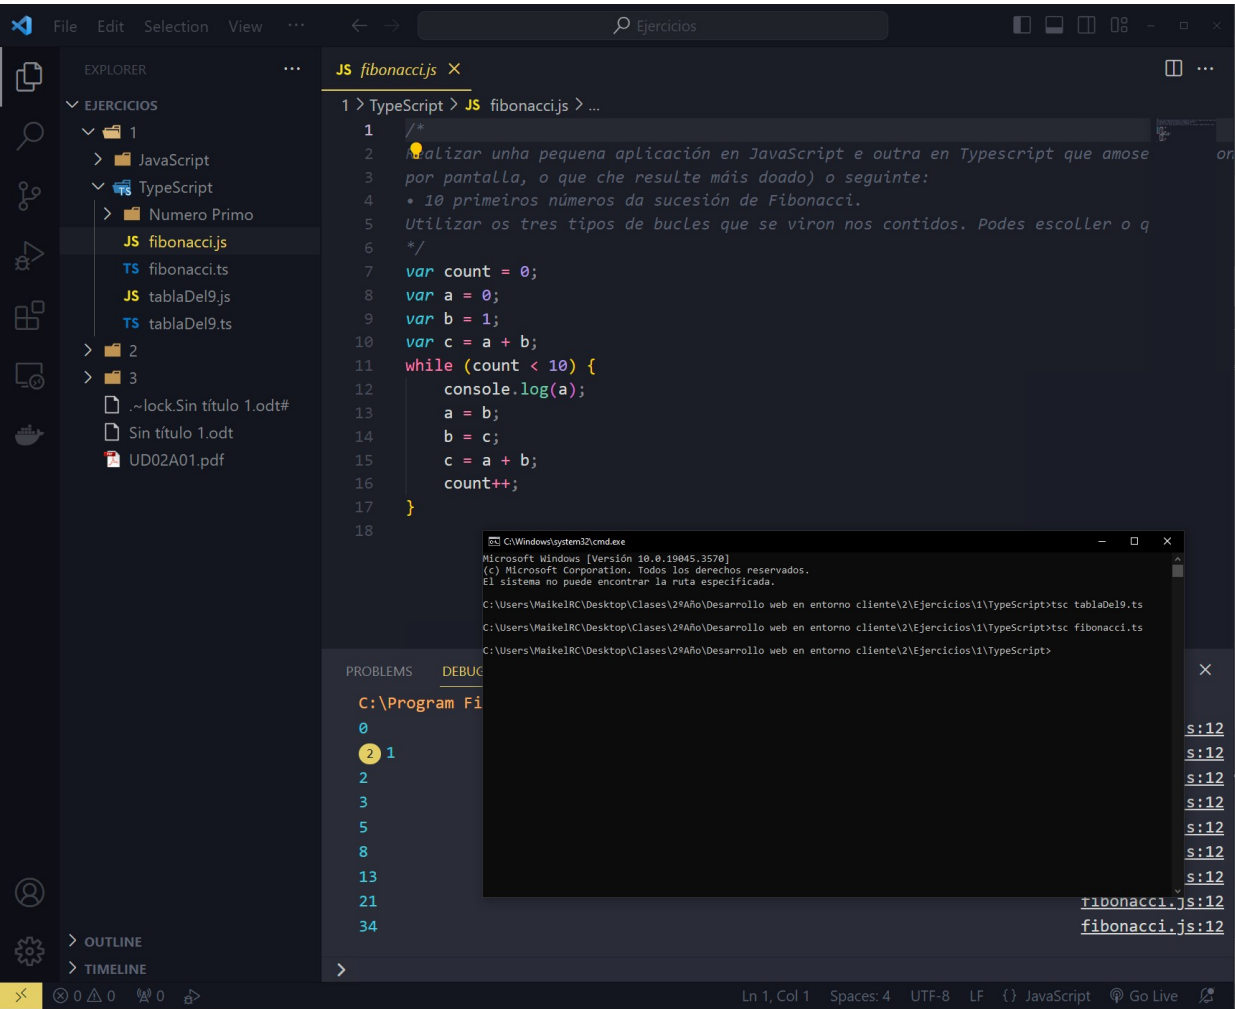 File Edit Selection View ··· Ejercicios
EXPLORER ···
EJERCICIOS
1
JavaScript
TypeScript
Numero Primo
JS fibonacci.js
TS fibonacci.ts
JS tablaDel9.js
TS tablaDel9.ts
2
3
.~lock.Sin título 1.odt#
Sin título 1.odt
UD02A01.pdf
OUTLINE
TIMELINE
JS fibonacci.js
1 > TypeScript > JS fibonacci.js > ...
1 /*
2 Realizar unha pequena aplicación en JavaScript e outra en Typescript que amose
3 por pantalla, o que che resulte máis doado) o seguinte:
4 • 10 primeiros números da sucesión de Fibonacci.
5 Utilizar os tres tipos de bucles que se viron nos contidos. Podes escoller o q
6 */
7 var count = 0;
8 var a = 0;
9 var b = 1;
10 var c = a + b;
11 while (count < 10) {
12 console.log(a);
13 a = b;
14 b = c;
15 c = a + b;
16 count++;
17 }
18
C:\Windows\system32\cmd.exe
Microsoft Windows [Versión 10.0.19045.3570]
(c) Microsoft Corporation. Todos los derechos reservados.
El sistema no puede encontrar la ruta especificada.
C:\Users\MaikelRC\Desktop\Clases\2ºAño\Desarrollo web en entorno cliente\2\Ejercicios\1\TypeScript>tsc tablaDel9.ts
C:\Users\MaikelRC\Desktop\Clases\2ºAño\Desarrollo web en entorno cliente\2\Ejercicios\1\TypeScript>tsc fibonacci.ts
C:\Users\MaikelRC\Desktop\Clases\2ºAño\Desarrollo web en entorno cliente\2\Ejercicios\1\TypeScript>
PROBLEMS DEBUG
C:\Program Fi
0 s:12
2 1 s:12
2 s:12
3 s:12
5 s:12
8 s:12
13 s:12
21 fibonacci.js:12
34 fibonacci.js:12
>
0 0 0 Ln 1, Col 1 Spaces: 4 UTF-8 LF {} JavaScript Go Live